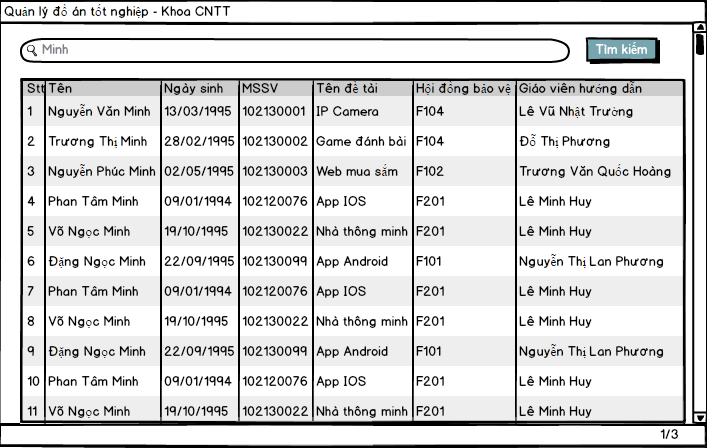 Quản lý đồ án tốt nghiệp - Khoa CNTT
Minh Tìm kiếm
Stt Tên Ngày sinh MSSV Tên đề tài Hội đồng bảo vệ Giáo viên hướng dẫn
1 Nguyễn Văn Minh 13/03/1995 102130001 IP Camera F104 Lê Vũ Nhật Trường
2 Trương Thị Minh 28/02/1995 102130002 Game đánh bài F104 Đỗ Thị Phương
3 Nguyễn Phúc Minh 02/05/1995 102130003 Web mua sắm F102 Trương Văn Quốc Hoàng
4 Phan Tâm Minh 09/01/1994 102120076 App IOS F201 Lê Minh Huy
5 Võ Ngọc Minh 19/10/1995 102130022 Nhà thông minh F201 Lê Minh Huy
6 Đặng Ngọc Minh 22/09/1995 102130099 App Android F101 Nguyễn Thị Lan Phương
7 Phan Tâm Minh 09/01/1994 102120076 App IOS F201 Lê Minh Huy
8 Võ Ngọc Minh 19/10/1995 102130022 Nhà thông minh F201 Lê Minh Huy
9 Đặng Ngọc Minh 22/09/1995 102130099 App Android F101 Nguyễn Thị Lan Phương
10 Phan Tâm Minh 09/01/1994 102120076 App IOS F201 Lê Minh Huy
11 Võ Ngọc Minh 19/10/1995 102130022 Nhà thông minh F201 Lê Minh Huy
1/3